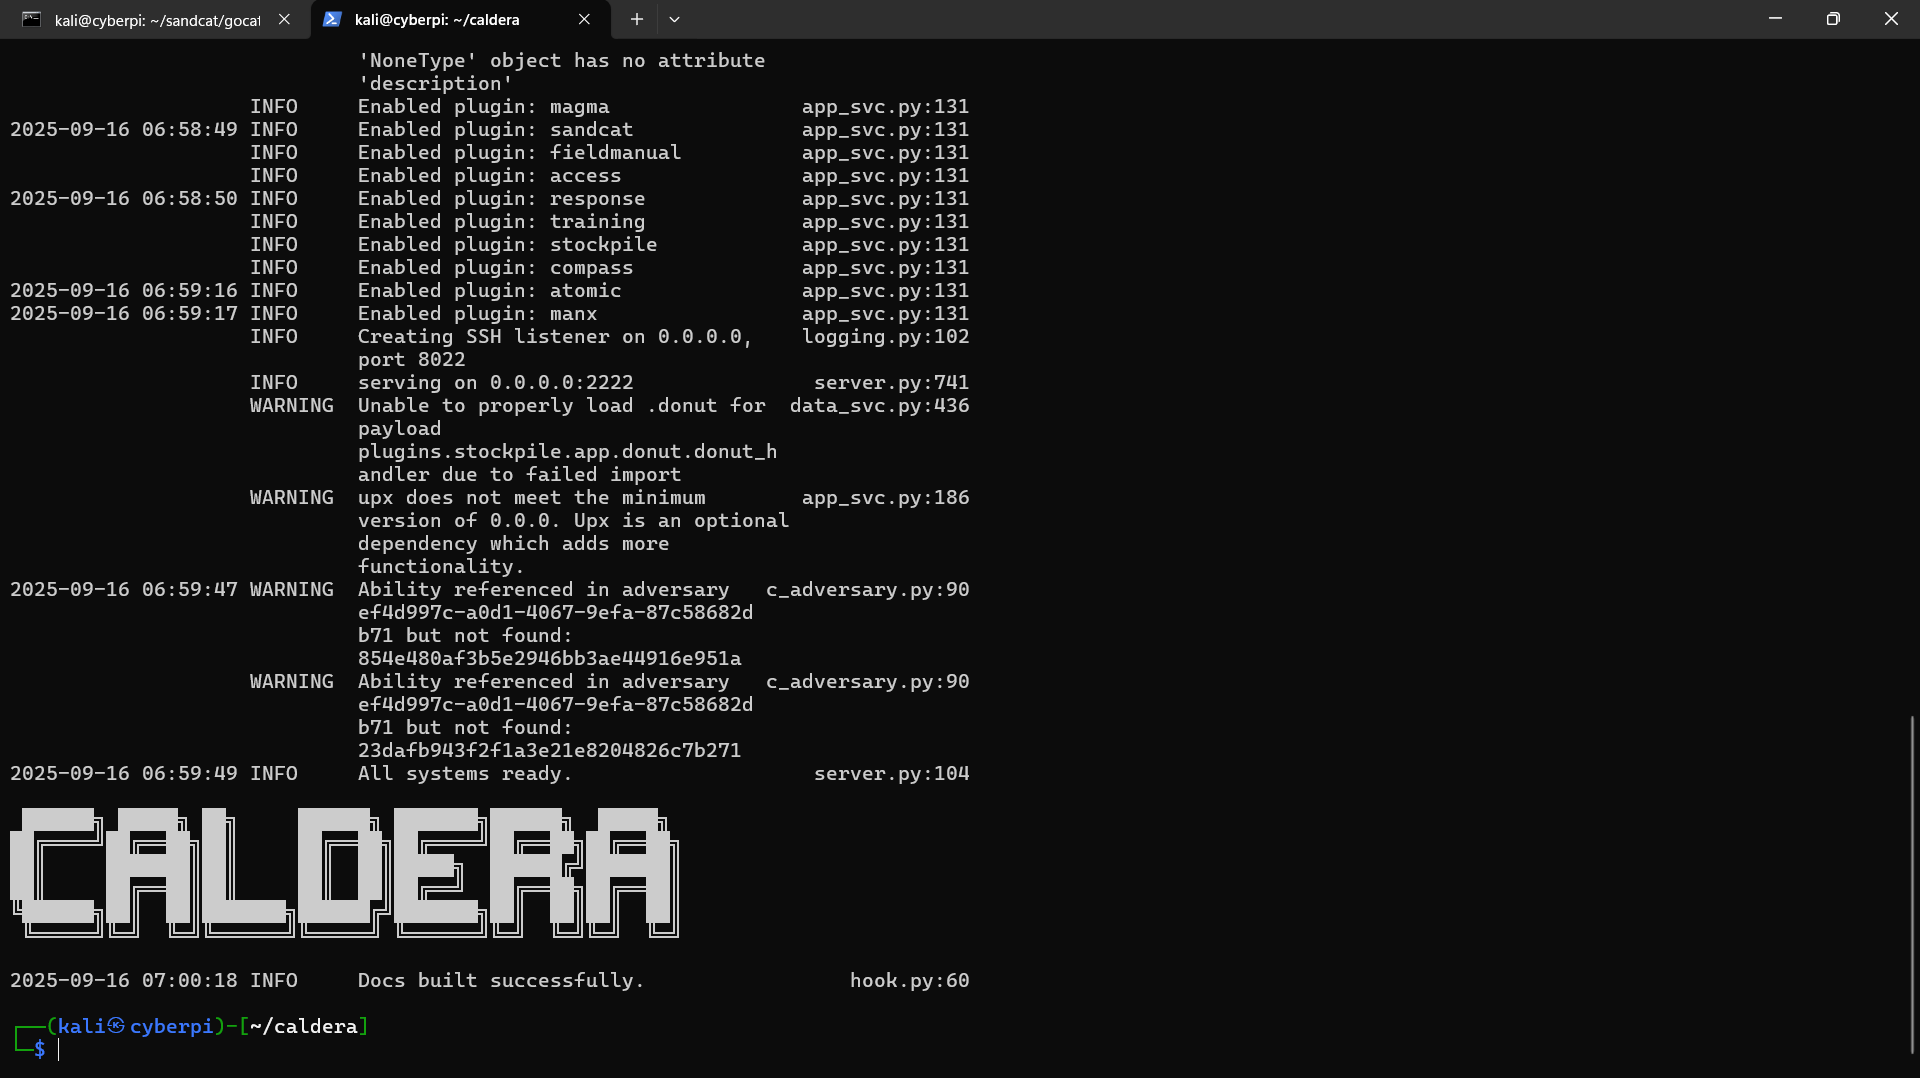 kali@cyberpi: ~/sandcat/gocat
kali@cyberpi: ~/caldera
'NoneType' object has no attribute
'description'
INFO Enabled plugin: magma app_svc.py:131
2025-09-16 06:58:49 INFO Enabled plugin: sandcat app_svc.py:131
INFO Enabled plugin: fieldmanual app_svc.py:131
INFO Enabled plugin: access app_svc.py:131
2025-09-16 06:58:50 INFO Enabled plugin: response app_svc.py:131
INFO Enabled plugin: training app_svc.py:131
INFO Enabled plugin: stockpile app_svc.py:131
INFO Enabled plugin: compass app_svc.py:131
2025-09-16 06:59:16 INFO Enabled plugin: atomic app_svc.py:131
2025-09-16 06:59:17 INFO Enabled plugin: manx app_svc.py:131
INFO Creating SSH listener on 0.0.0.0, logging.py:102
port 8022
INFO serving on 0.0.0.0:2222 server.py:741
WARNING Unable to properly load .donut for data_svc.py:436
payload
plugins.stockpile.app.donut.donut_h
andler due to failed import
WARNING upx does not meet the minimum app_svc.py:186
version of 0.0.0. Upx is an optional
dependency which adds more
functionality.
2025-09-16 06:59:47 WARNING Ability referenced in adversary c_adversary.py:90
ef4d997c-a0d1-4067-9efa-87c58682d
b71 but not found:
854e480af3b5e2946bb3ae44916e951a
WARNING Ability referenced in adversary c_adversary.py:90
ef4d997c-a0d1-4067-9efa-87c58682d
b71 but not found:
23dafb943f2f1a3e21e8204826c7b271
2025-09-16 06:59:49 INFO All systems ready. server.py:104
CALDERA
2025-09-16 07:00:18 INFO Docs built successfully. hook.py:60
┌──(kali㉿cyberpi)-[~/caldera]
└─$